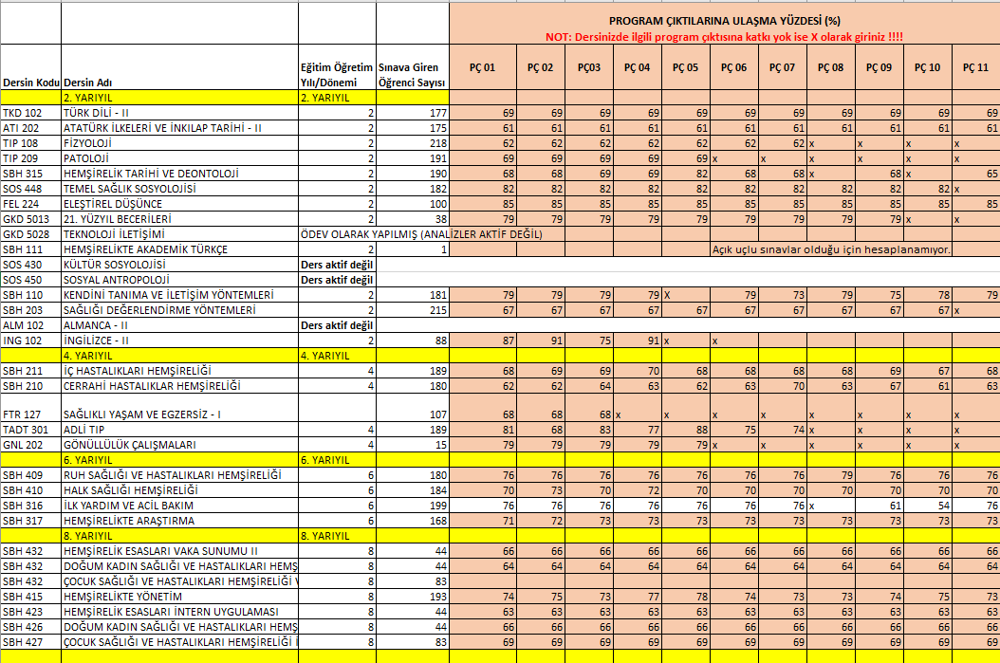 PROGRAM ÇIKTILARINA ULAŞMA YÜZDESİ (%)
NOT: Dersinizde ilgili program çıktısına katkı yok ise X olarak giriniz !!!!
Dersin Kodu Dersin Adı Eğitim Öğretim Yılı/Dönemi Sınava Giren Öğrenci Sayısı PÇ 01 PÇ 02 PÇ03 PÇ 04 PÇ 05 PÇ 06 PÇ 07 PÇ 08 PÇ 09 PÇ 10 PÇ 11
2. YARIYIL 2. YARIYIL
TKD 102 TÜRK DİLİ - II 2 177 69 69 69 69 69 69 69 69 69 69 69
ATI 202 ATATÜRK İLKELERİ VE İNKILAP TARİHİ - II 2 175 61 61 61 61 61 61 61 61 61 61 61
TIP 108 FİZYOLOJİ 2 218 62 62 62 62 62 62 62 x x x x
TIP 209 PATOLOJİ 2 191 69 69 69 69 69 x x x x x x
SBH 315 HEMŞİRELİK TARİHİ VE DEONTOLOJİ 2 190 68 68 69 69 82 68 68 x 68 x 65
SOS 448 TEMEL SAĞLIK SOSYOLOJİSİ 2 182 82 82 82 82 82 82 82 82 82 82 x
FEL 224 ELEŞTİREL DÜŞÜNCE 2 100 85 85 85 85 85 85 85 85 85 85 85
GKD 5013 21. YÜZYIL BECERİLERİ 2 38 79 79 79 79 79 79 79 79 79 x x
GKD 5028 TEKNOLOJİ İLETİŞİMİ ÖDEV OLARAK YAPILMIŞ (ANALİZLER AKTİF DEĞİL)
SBH 111 HEMŞİRELİKTE AKADEMİK TÜRKÇE 2 1 Açık uçlu sınavlar olduğu için hesaplanamıyor.
SOS 430 KÜLTÜR SOSYOLOJİSİ Ders aktif değil
SOS 450 SOSYAL ANTROPOLOJİ Ders aktif değil
SBH 110 KENDİNİ TANIMA VE İLETİŞİM YÖNTEMLERİ 2 181 79 79 79 79 X 79 73 79 75 78 79
SBH 203 SAĞLIĞI DEĞERLENDİRME YÖNTEMLERİ 2 215 67 67 67 67 67 67 67 67 67 67 x
ALM 102 ALMANCA - II Ders aktif değil
ING 102 İNGİLİZCE - II 2 88 87 91 75 91 x x
4. YARIYIL 4. YARIYIL
SBH 211 İÇ HASTALIKLARI HEMŞİRELİĞİ 4 189 68 69 69 70 68 68 68 68 69 67 68
SBH 210 CERRAHİ HASTALIKLAR HEMŞİRELİĞİ 4 180 62 62 64 63 62 63 70 63 67 61 63
FTR 127 SAĞLIKLI YAŞAM VE EGZERSİZ - I 107 68 68 68 x x x x x x x x
TADT 301 ADLİ TIP 4 189 81 68 83 77 88 75 74 x x x x
GNL 202 GÖNÜLLÜLÜK ÇALIŞMALARI 4 15 79 79 79 79 79 x x x x x x
6. YARIYIL 6. YARIYIL
SBH 409 RUH SAĞLIĞI VE HASTALIKLARI HEMŞİRELİĞİ 6 180 76 76 76 76 76 76 76 79 76 76 76
SBH 410 HALK SAĞLIĞI HEMŞİRELİĞİ 6 184 70 73 70 72 70 70 70 70 70 70 70
SBH 316 İLK YARDIM VE ACİL BAKIM 6 199 76 76 76 76 76 76 76 x 61 54 76
SBH 317 HEMŞİRELİKTE ARAŞTIRMA 6 168 71 72 73 73 73 73 73 73 73 73 73
8. YARIYIL 8. YARIYIL
SBH 432 HEMŞİRELİK ESASLARI VAKA SUNUMU II 8 44 66 66 66 66 66 66 66 66 66 66 66
SBH 432 DOĞUM KADIN SAĞLIĞI VE HASTALIKLARI HEMŞ 8 44 64 64 64 64 64 64 64 64 64 64 64
SBH 432 ÇOCUK SAĞLIĞI VE HASTALIKLARI HEMŞİRELİĞİ V 8 83
SBH 415 HEMŞİRELİKTE YÖNETİM 8 193 74 75 73 77 78 74 73 73 74 75 73
SBH 423 HEMŞİRELİK ESASLARI İNTERN UYGULAMASI 8 44 63 63 63 63 63 63 63 63 63 63 63
SBH 426 DOĞUM KADIN SAĞLIĞI VE HASTALIKLARI HEMŞ 8 44 66 66 66 66 66 66 66 66 66 66 66
SBH 427 ÇOCUK SAĞLIĞI VE HASTALIKLARI HEMŞİRELİĞİ İ 8 83 69 69 69 69 69 69 69 69 69 69 69